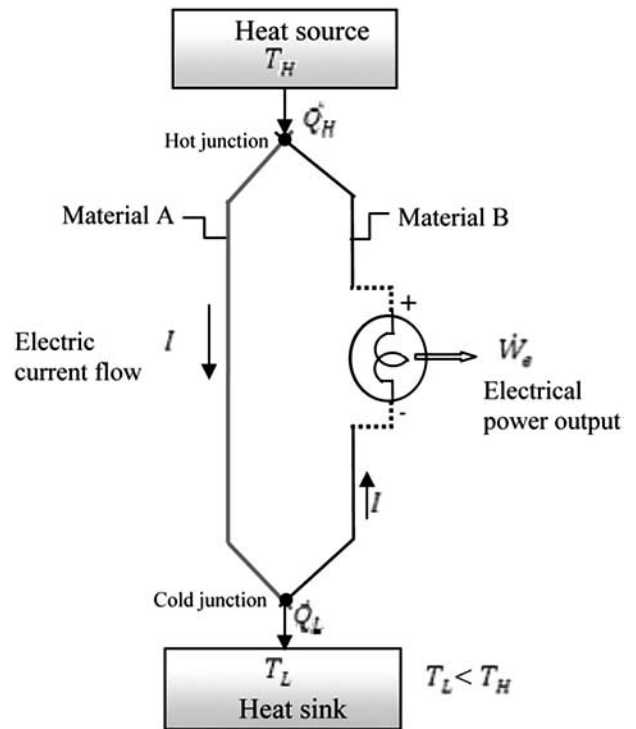 Heat source
T_H
Q̇_H
Hot junction
Material A
Material B
+
I
Electric
current flow
Ẇ_e
Electrical
power output
-
I
Cold junction
Q̇_L
T_L
T_L < T_H
Heat sink